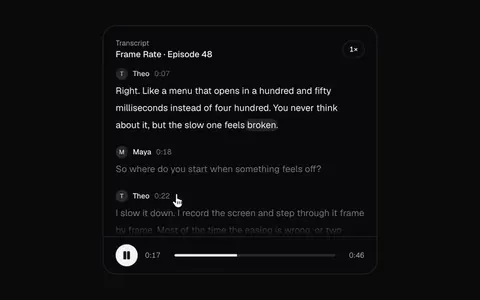 Transcript
Frame Rate · Episode 48
1×
T Theo 0:07
Right. Like a menu that opens in a hundred and fifty
milliseconds instead of four hundred. You never think
about it, but the slow one feels broken.
M Maya 0:18
So where do you start when something feels off?
T Theo 0:22
I slow it down. I record the screen and step through it frame
by frame. Most of the time the easing is wrong, or two
0:17
0:46